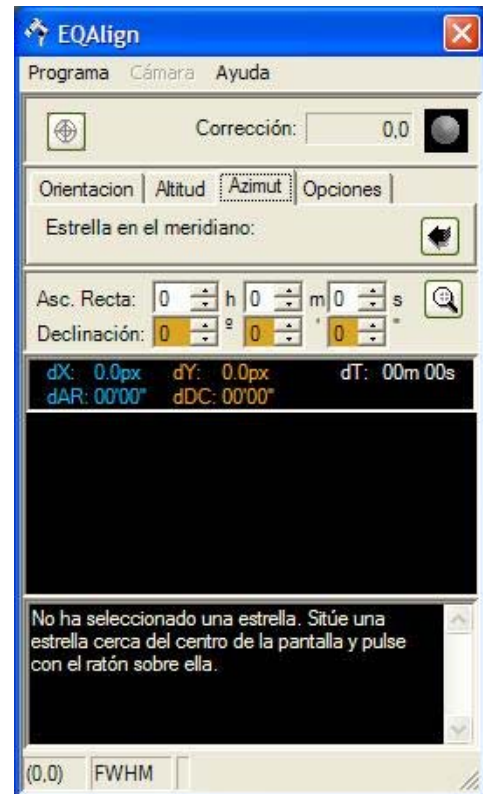 EQAlign
Programa Cámara Ayuda
Corrección: 0,0
Orientacion Altitud Azimut Opciones
Estrella en el meridiano:
Asc. Recta: 0 h 0 m 0 s
Declinación: 0 º 0 ' 0 "
dX: 0.0px dY: 0.0px dT: 00m 00s
dAR: 00'00" dDC: 00'00"
No ha seleccionado una estrella. Sitúe una
estrella cerca del centro de la pantalla y pulse
con el ratón sobre ella.
(0,0) FWHM